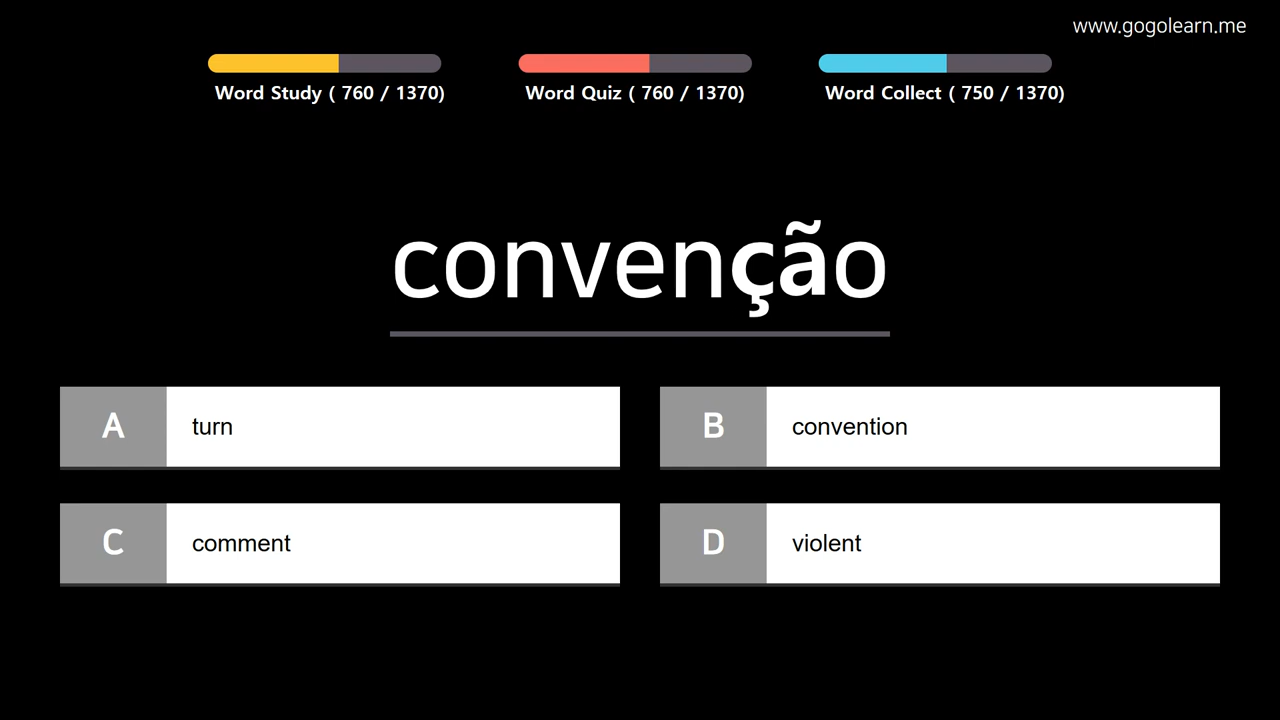 www.gogolearn.me
Word Study ( 760 / 1370)
Word Quiz ( 760 / 1370)
Word Collect ( 750 / 1370)
convenção
A turn
B convention
C comment
D violent